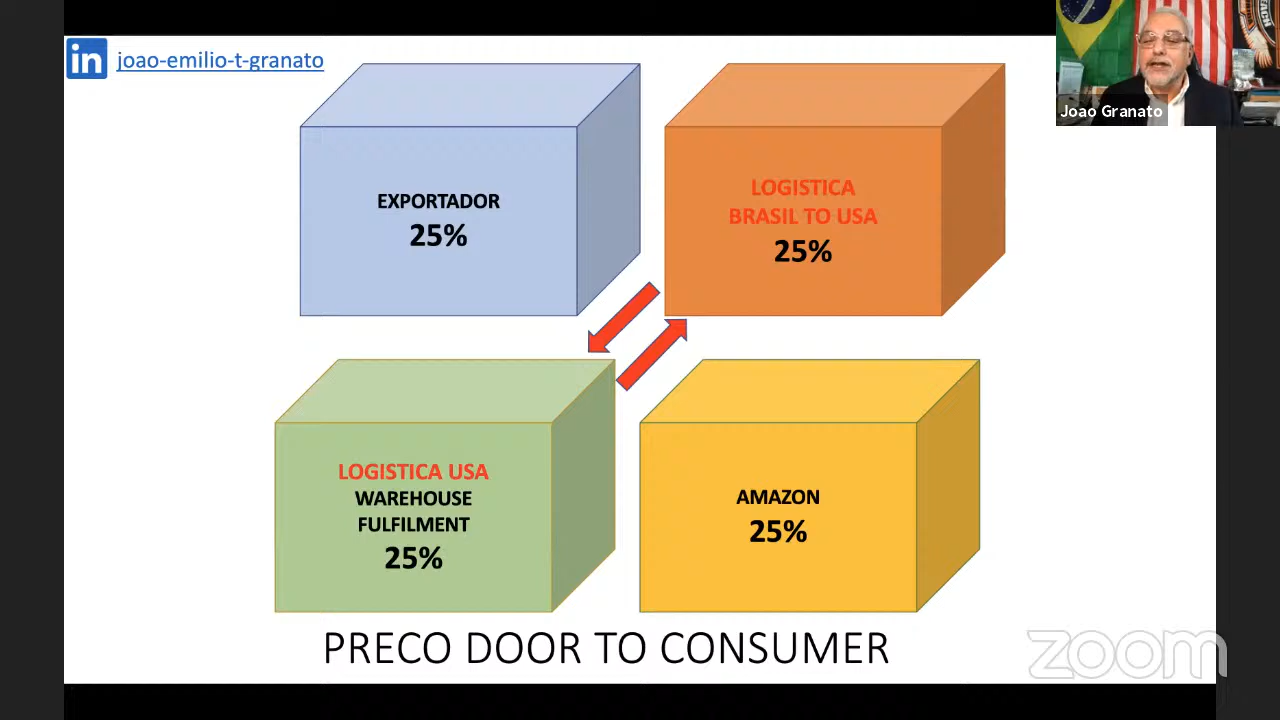 in joao-emilio-t-granato
Joao Granato
EXPORTADOR
25%
LOGISTICA
BRASIL TO USA
25%
LOGISTICA USA
WAREHOUSE
FULFILMENT
25%
AMAZON
25%
PRECO DOOR TO CONSUMER
zoom